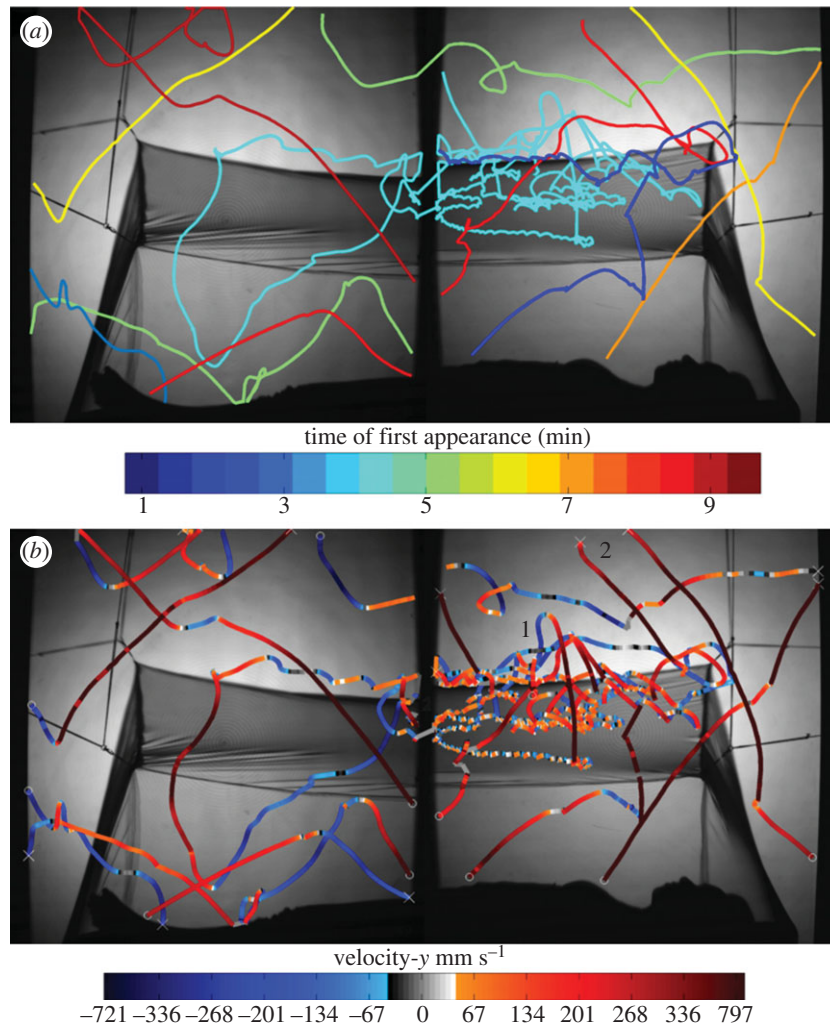 (a)
time of first appearance (min)
1 3 5 7 9
(b)
2
1
velocity-y mm s⁻¹
−721 −336 −268 −201 −134 −67 0 67 134 201 268 336 797